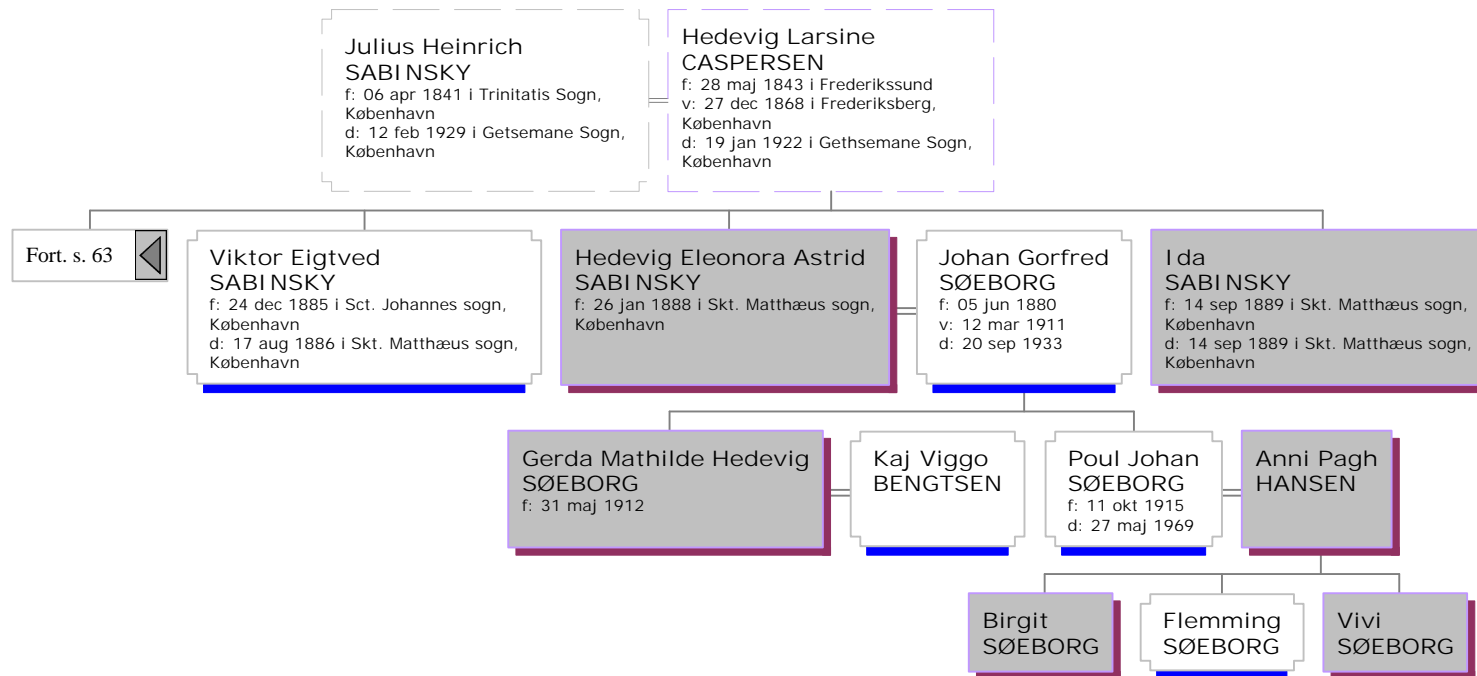 Julius Heinrich
SABINSKY
f: 06 apr 1841 i Trinitatis Sogn,
København
d: 12 feb 1929 i Getsemane Sogn,
København
Hedevig Larsine
CASPERSEN
f: 28 maj 1843 i Frederikssund
v: 27 dec 1868 i Frederiksberg,
København
d: 19 jan 1922 i Gethsemane Sogn,
København
Fort. s. 63
Viktor Eigtved
SABINSKY
f: 24 dec 1885 i Sct. Johannes sogn,
København
d: 17 aug 1886 i Skt. Matthæus sogn,
København
Hedevig Eleonora Astrid
SABINSKY
f: 26 jan 1888 i Skt. Matthæus sogn,
København
Johan Gorfred
SØEBORG
f: 05 jun 1880
v: 12 mar 1911
d: 20 sep 1933
Ida
SABINSKY
f: 14 sep 1889 i Skt. Matthæus sogn,
København
d: 14 sep 1889 i Skt. Matthæus sogn,
København
Gerda Mathilde Hedevig
SØEBORG
f: 31 maj 1912
Kaj Viggo
BENGTSEN
Poul Johan
SØEBORG
f: 11 okt 1915
d: 27 maj 1969
Anni Pagh
HANSEN
Birgit
SØEBORG
Flemming
SØEBORG
Vivi
SØEBORG